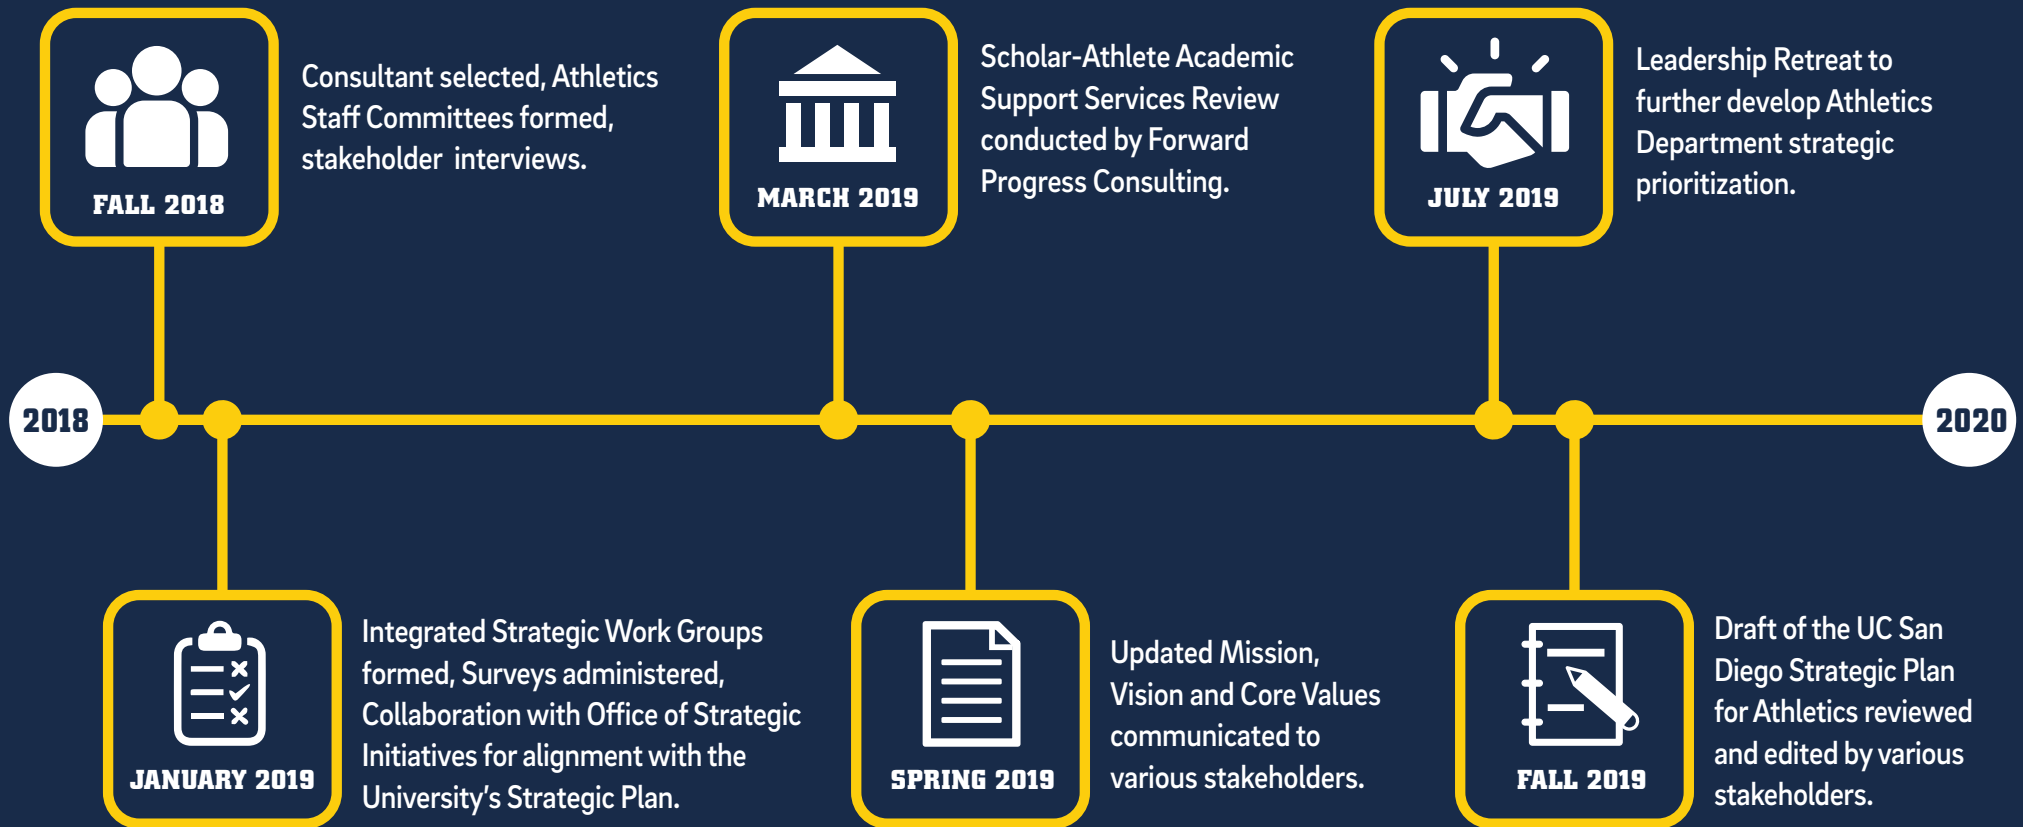 FALL 2018
Consultant selected, Athletics
Staff Committees formed,
stakeholder interviews.
MARCH 2019
Scholar-Athlete Academic
Support Services Review
conducted by Forward
Progress Consulting.
JULY 2019
Leadership Retreat to
further develop Athletics
Department strategic
prioritization.
2018
2020
JANUARY 2019
Integrated Strategic Work Groups
formed, Surveys administered,
Collaboration with Office of Strategic
Initiatives for alignment with the
University's Strategic Plan.
SPRING 2019
Updated Mission,
Vision and Core Values
communicated to
various stakeholders.
FALL 2019
Draft of the UC San
Diego Strategic Plan
for Athletics reviewed
and edited by various
stakeholders.